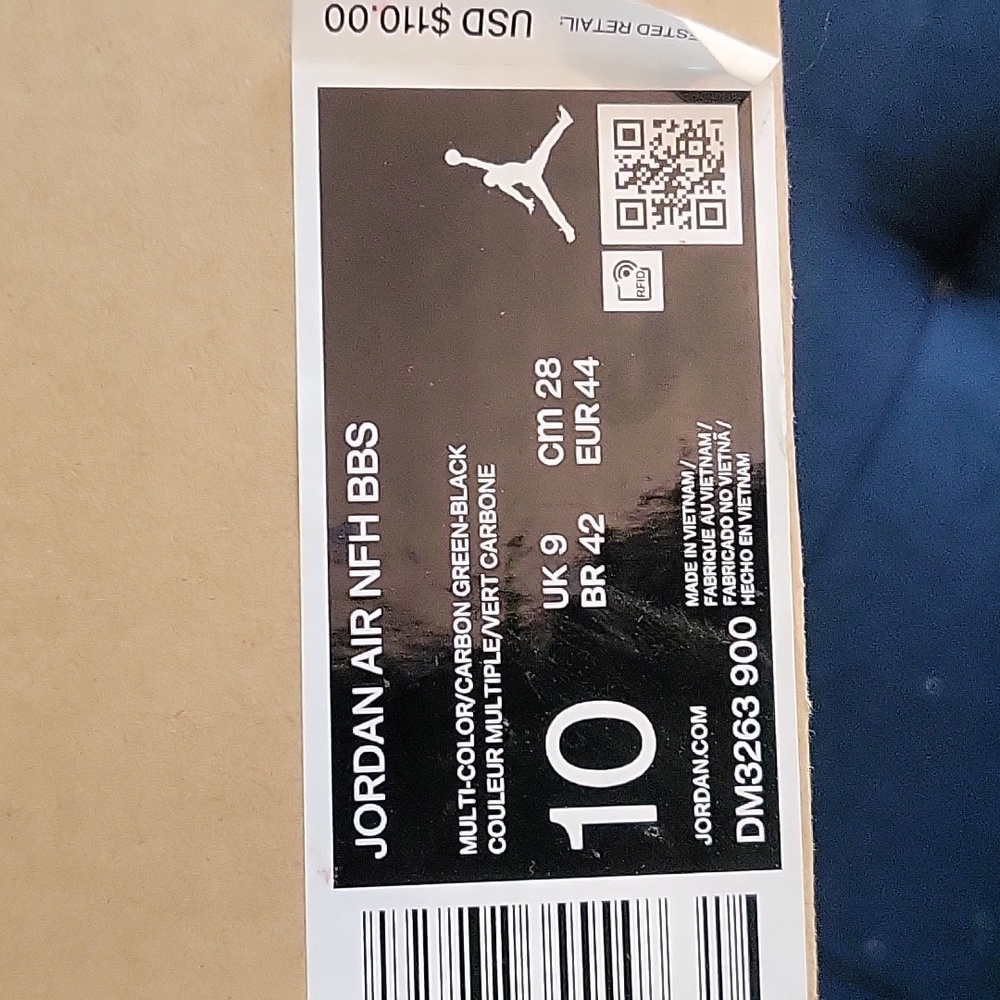 USD $110.00
RETAIL:
JORDAN AIR NFH BBS
MULTI-COLOR/CARBON GREEN-BLACK
COULEUR MULTIPLE/VERT CARBONE
10
UK 9 cm 28
BR 42 EUR 44
RFID
JORDAN.COM
DM3263 900
MADE IN VIETNAM /
FABRIQUE AU VIETNAM /
FABRICADO NO VIETNÃ /
HECHO EN VIETNAM